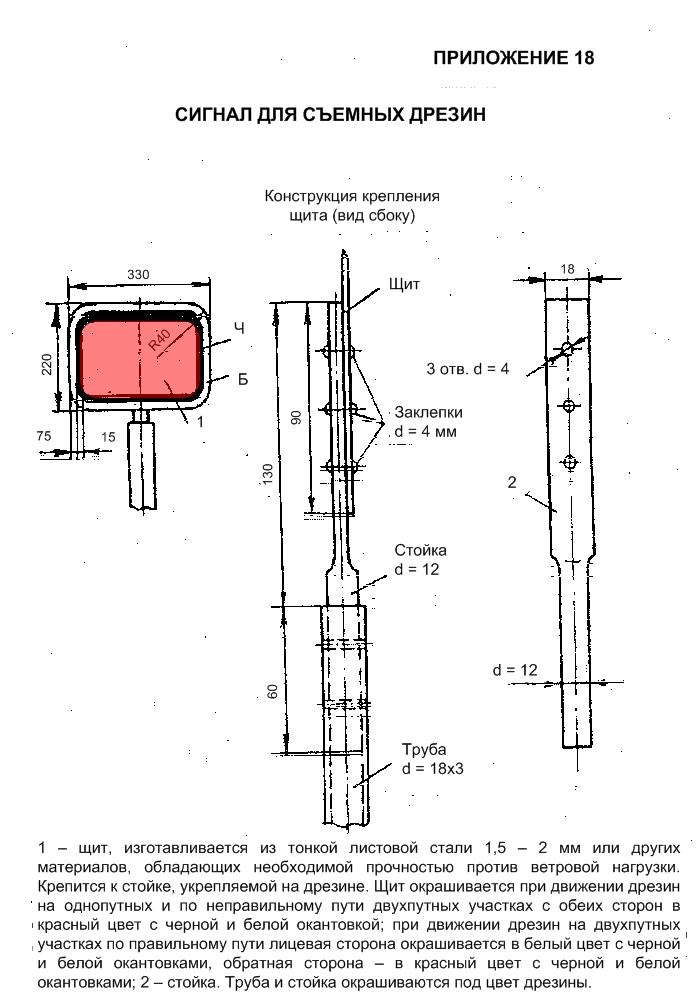 ПРИЛОЖЕНИЕ 18
СИГНАЛ ДЛЯ СЪЕМНЫХ ДРЕЗИН
Конструкция крепления
щита (вид сбоку)
330
220
75
15
R40
Ч
Б
1
Щит
90
130
60
Заклепки
d = 4 мм
Стойка
d = 12
Труба
d = 18х3
18
3 отв. d = 4
2
d = 12
1 – щит, изготавливается из тонкой листовой стали 1,5 – 2 мм или других
материалов, обладающих необходимой прочностью против ветровой нагрузки.
Крепится к стойке, укрепляемой на дрезине. Щит окрашивается при движении дрезин
на однопутных и по неправильному пути двухпутных участках с обеих сторон в
красный цвет с черной и белой окантовкой; при движении дрезин на двухпутных
участках по правильному пути лицевая сторона окрашивается в белый цвет с черной
и белой окантовками, обратная сторона – в красный цвет с черной и белой
окантовками; 2 – стойка. Труба и стойка окрашиваются под цвет дрезины.